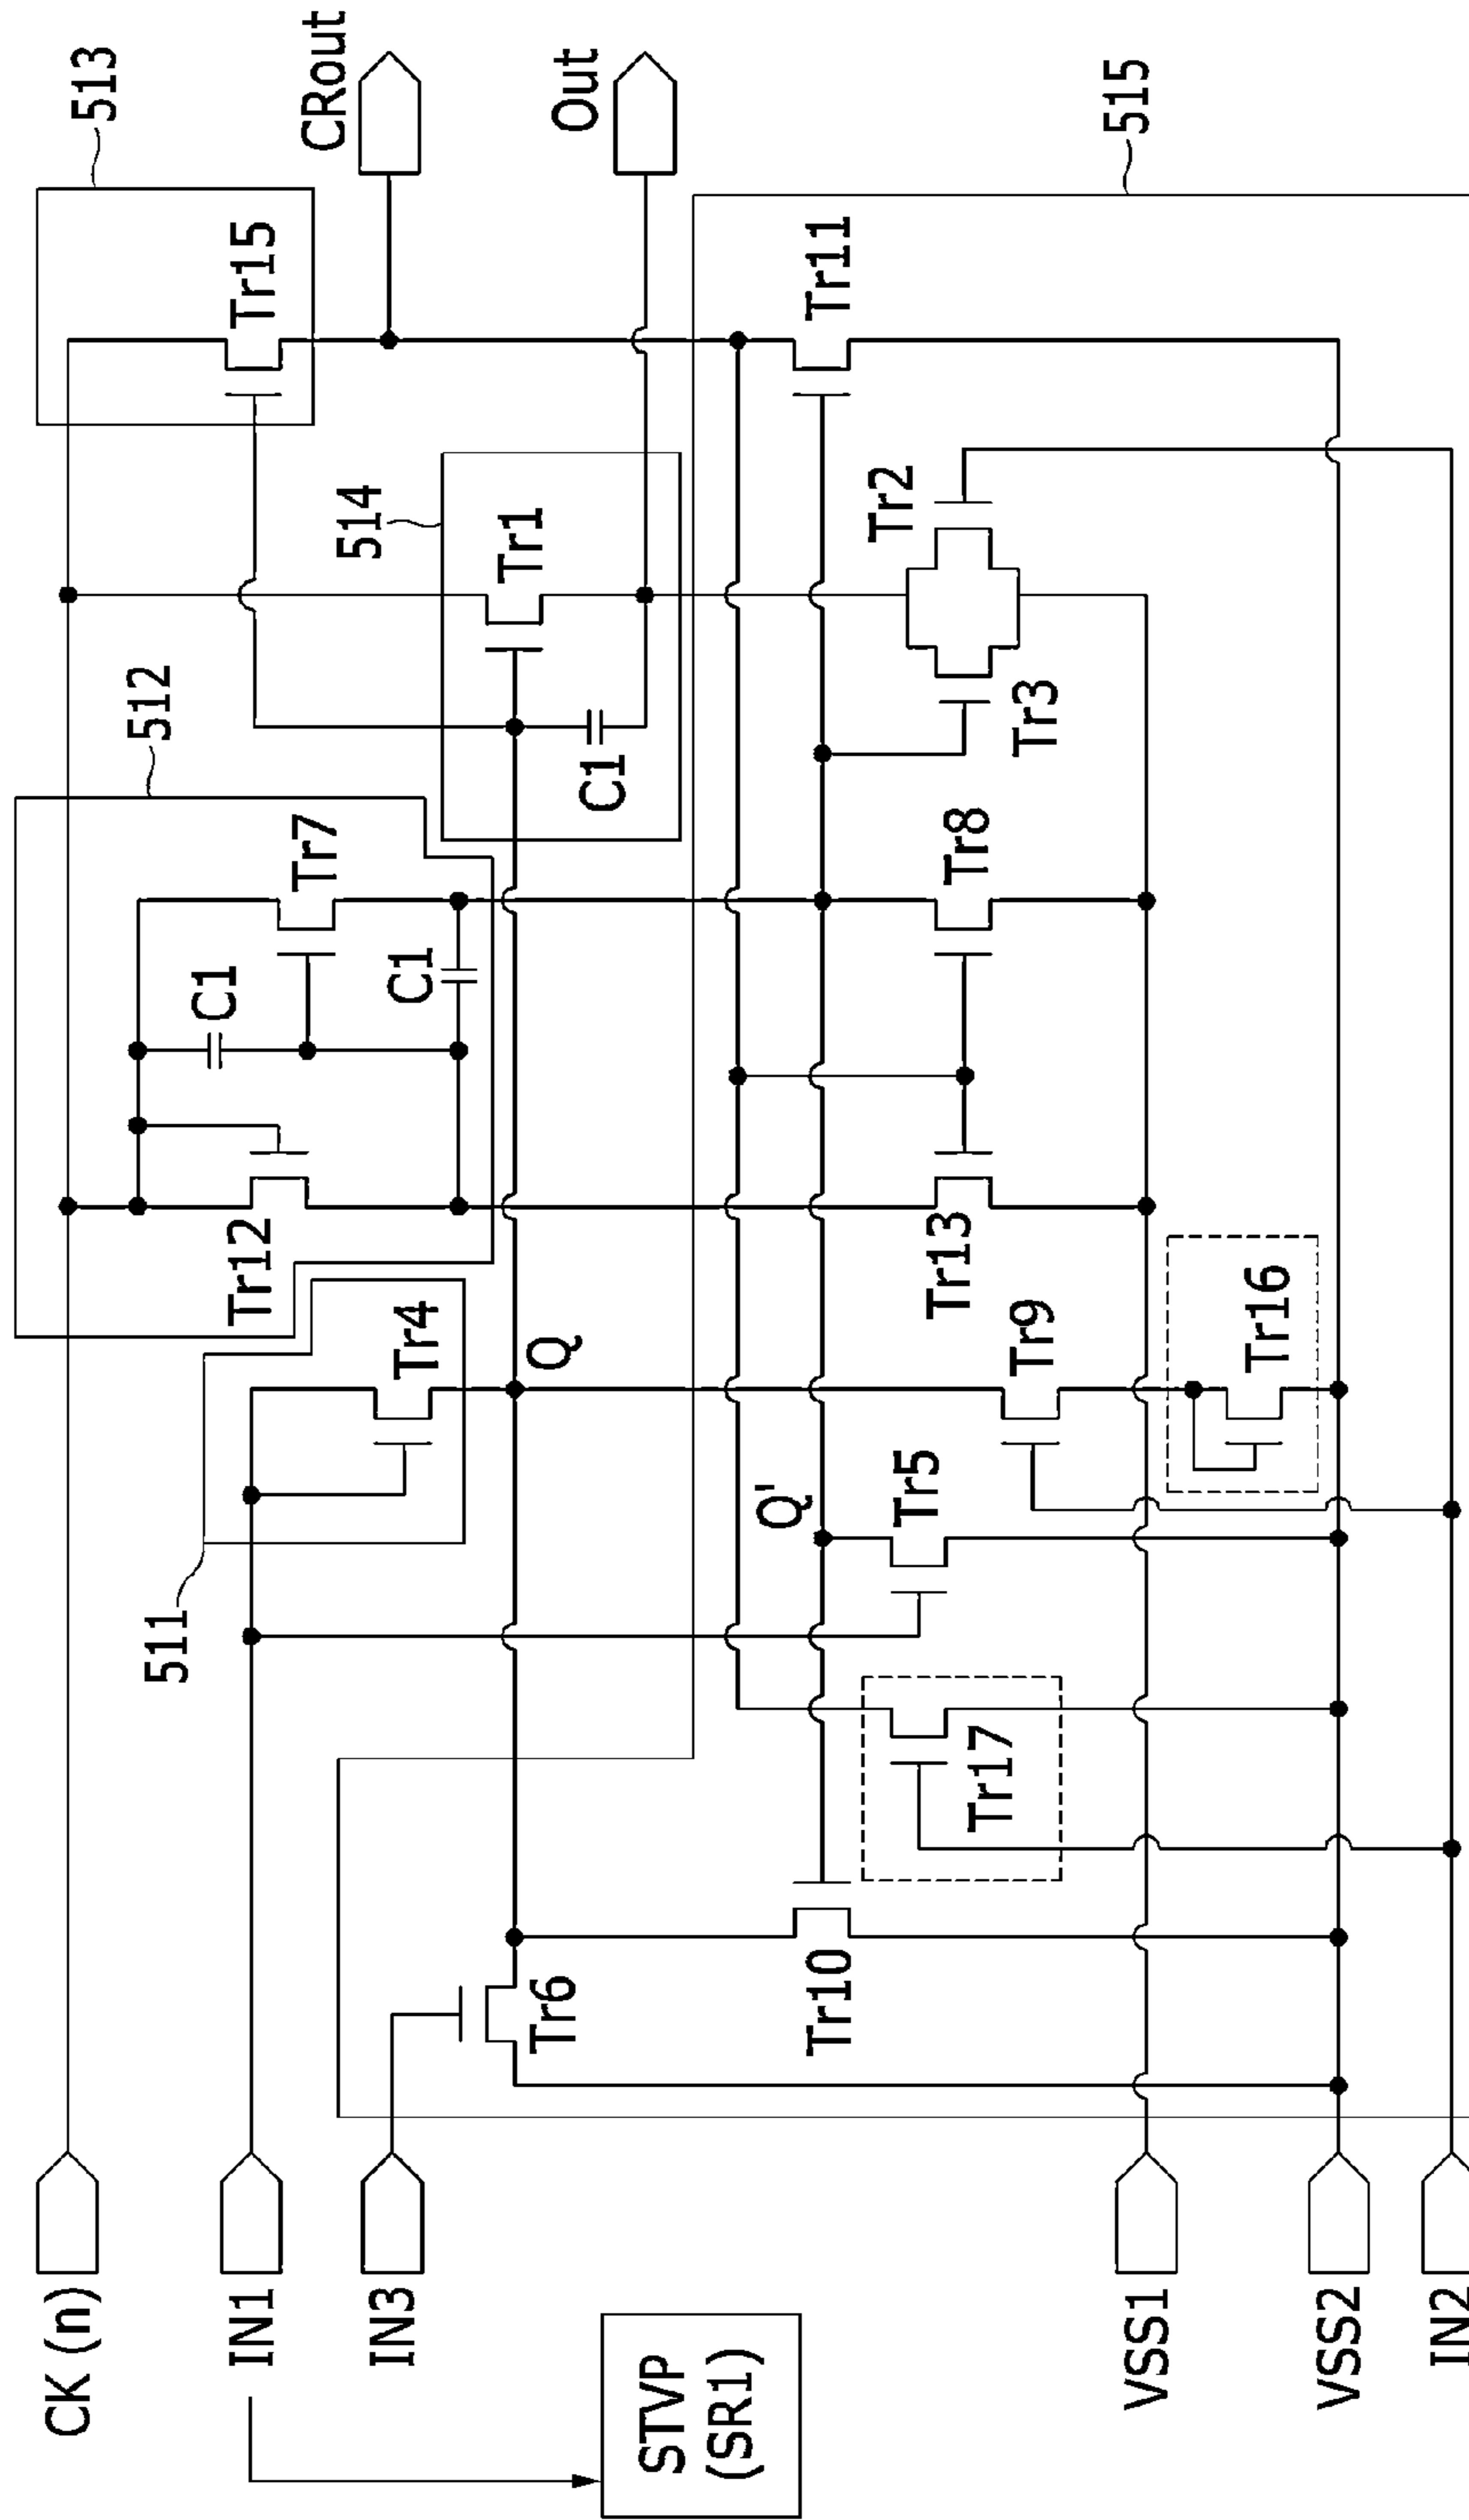 CK(n)
IN1
IN3
STVP
(SR1)
VSS1
VSS2
IN2
511
512
513
514
515
Tr12
Tr7
C1
C1
Tr15
CRout
Tr4
Tr1
C1
Out
Q
Q'
Tr6
Tr10
Tr17
Tr5
Tr9
Tr16
Tr13
Tr8
Tr3
Tr2
Tr11